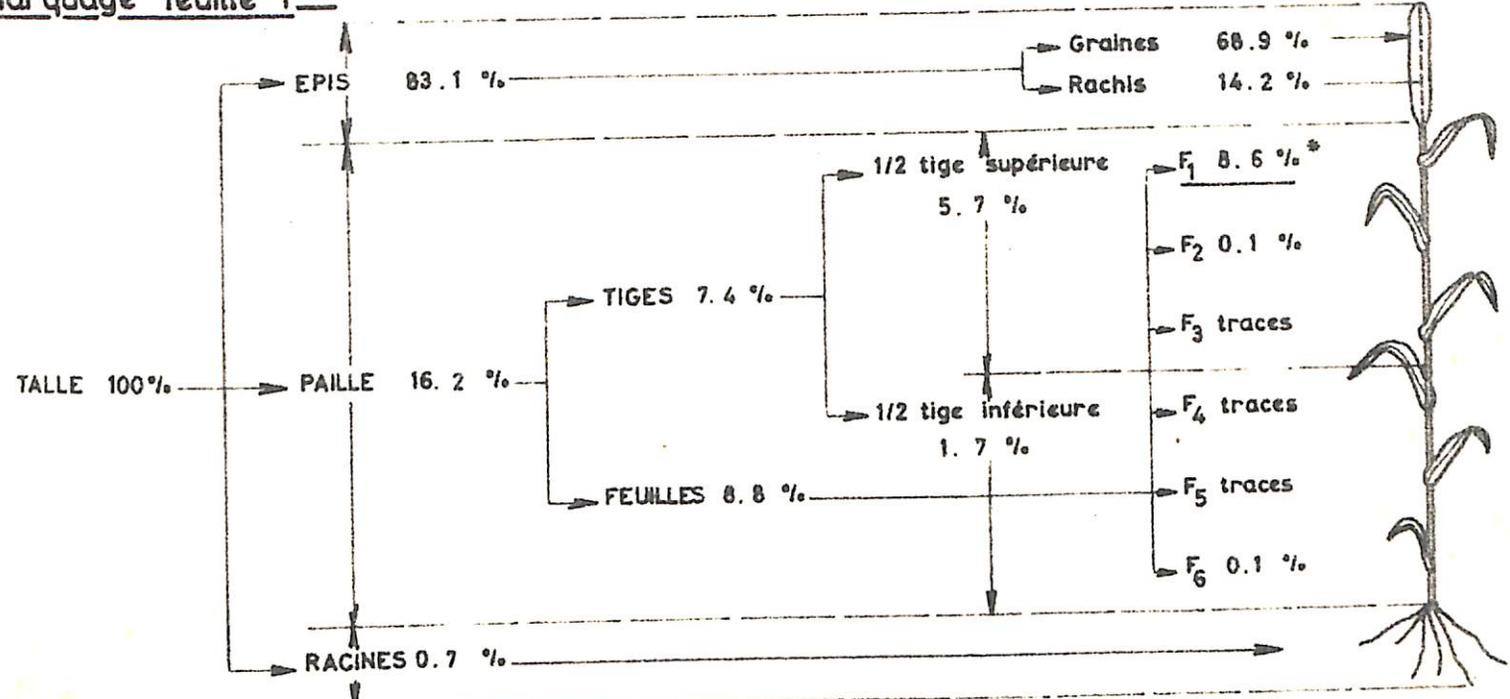 feuille 1
Graines 68.9 %
EPIS 83.1 %
Rachis 14.2 %
1/2 tige supérieure
F1 8.6 % *
5.7 %
F2 0.1 %
TIGES 7.4 %
F3 traces
TALLE 100%
PAILLE 16.2 %
1/2 tige inférieure
F4 traces
1.7 %
FEUILLES 8.8 %
F5 traces
F6 0.1 %
RACINES 0.7 %